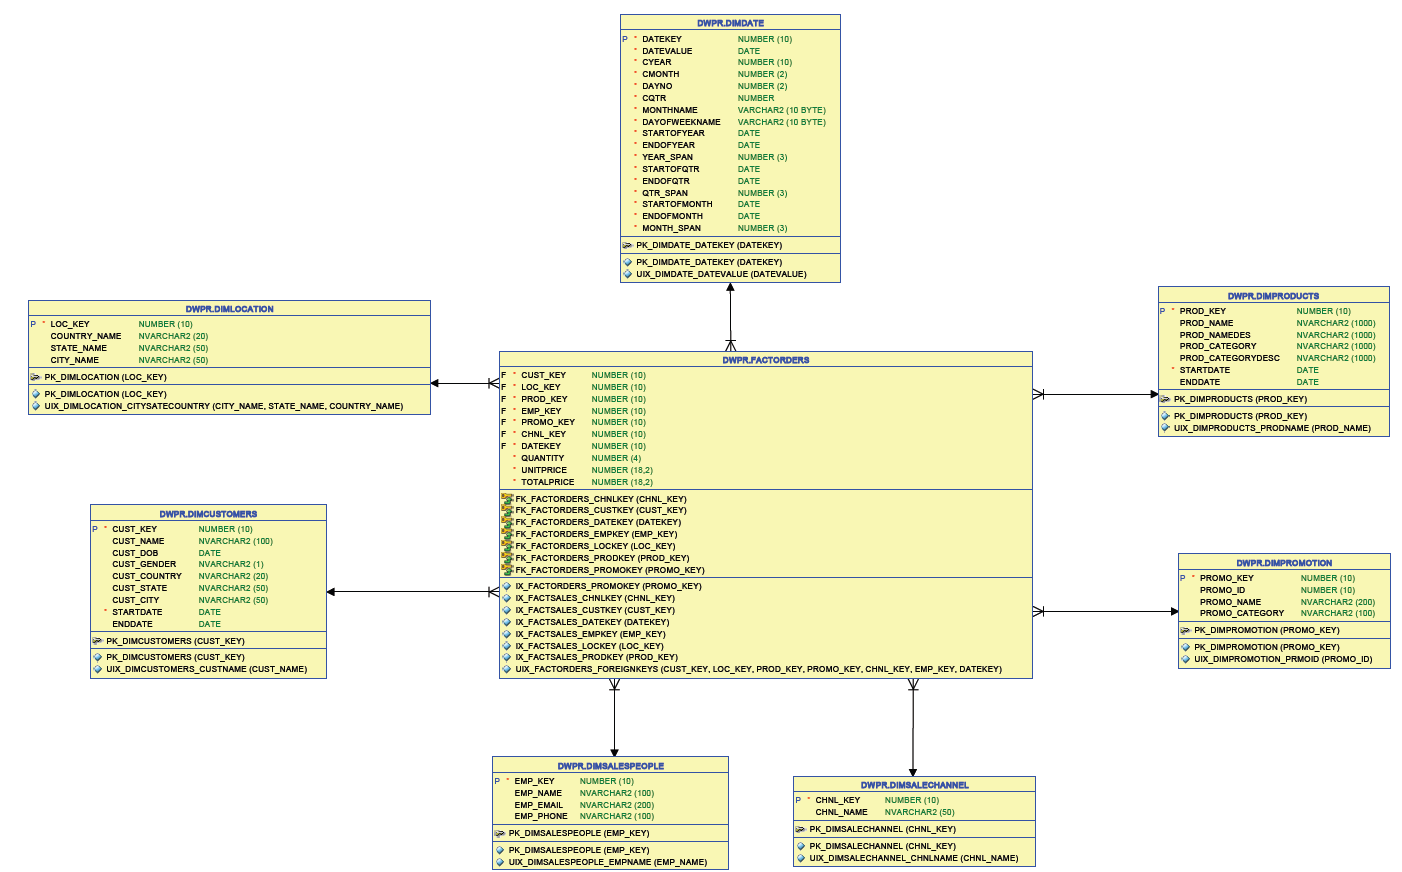 DWPR.DIMDATE
P * DATEKEY NUMBER (10)
* DATEVALUE DATE
* CYEAR NUMBER (10)
* CMONTH NUMBER (2)
* DAYNO NUMBER (2)
* CQTR NUMBER
* MONTHNAME VARCHAR2 (10 BYTE)
* DAYOFWEEKNAME VARCHAR2 (10 BYTE)
* STARTOFYEAR DATE
* ENDOFYEAR DATE
* YEAR_SPAN NUMBER (3)
* STARTOFQTR DATE
* ENDOFQTR DATE
* QTR_SPAN NUMBER (3)
* STARTOFMONTH DATE
* ENDOFMONTH DATE
* MONTH_SPAN NUMBER (3)
PK_DIMDATE_DATEKEY (DATEKEY)
PK_DIMDATE_DATEKEY (DATEKEY)
UIX_DIMDATE_DATEVALUE (DATEVALUE)
DWPR.DIMLOCATION
P * LOC_KEY NUMBER (10)
COUNTRY_NAME NVARCHAR2 (20)
STATE_NAME NVARCHAR2 (50)
CITY_NAME NVARCHAR2 (50)
PK_DIMLOCATION (LOC_KEY)
PK_DIMLOCATION (LOC_KEY)
UIX_DIMLOCATION_CITYSATECOUNTRY (CITY_NAME, STATE_NAME, COUNTRY_NAME)
DWPR.DIMPRODUCTS
P * PROD_KEY NUMBER (10)
PROD_NAME NVARCHAR2 (1000)
PROD_NAMEDES NVARCHAR2 (1000)
PROD_CATEGORY NVARCHAR2 (1000)
PROD_CATEGORYDESC NVARCHAR2 (1000)
* STARTDATE DATE
ENDDATE DATE
PK_DIMPRODUCTS (PROD_KEY)
PK_DIMPRODUCTS (PROD_KEY)
UIX_DIMPRODUCTS_PRODNAME (PROD_NAME)
DWPR.FACTORDERS
F * CUST_KEY NUMBER (10)
F * LOC_KEY NUMBER (10)
F * PROD_KEY NUMBER (10)
F * EMP_KEY NUMBER (10)
F * PROMO_KEY NUMBER (10)
F * CHNL_KEY NUMBER (10)
F * DATEKEY NUMBER (10)
* QUANTITY NUMBER (4)
* UNITPRICE NUMBER (18,2)
* TOTALPRICE NUMBER (18,2)
FK_FACTORDERS_CHNLKEY (CHNL_KEY)
FK_FACTORDERS_CUSTKEY (CUST_KEY)
FK_FACTORDERS_DATEKEY (DATEKEY)
FK_FACTORDERS_EMPKEY (EMP_KEY)
FK_FACTORDERS_LOCKEY (LOC_KEY)
FK_FACTORDERS_PRODKEY (PROD_KEY)
FK_FACTORDERS_PROMOKEY (PROMO_KEY)
IX_FACTORDERS_PROMOKEY (PROMO_KEY)
IX_FACTSALES_CHNLKEY (CHNL_KEY)
IX_FACTSALES_CUSTKEY (CUST_KEY)
IX_FACTSALES_DATEKEY (DATEKEY)
IX_FACTSALES_EMPKEY (EMP_KEY)
IX_FACTSALES_LOCKEY (LOC_KEY)
IX_FACTSALES_PRODKEY (PROD_KEY)
UIX_FACTORDERS_FOREIGNKEYS (CUST_KEY, LOC_KEY, PROD_KEY, PROMO_KEY, CHNL_KEY, EMP_KEY, DATEKEY)
DWPR.DIMCUSTOMERS
P * CUST_KEY NUMBER (10)
CUST_NAME NVARCHAR2 (100)
CUST_DOB DATE
CUST_GENDER NVARCHAR2 (1)
CUST_COUNTRY NVARCHAR2 (20)
CUST_STATE NVARCHAR2 (50)
CUST_CITY NVARCHAR2 (50)
* STARTDATE DATE
ENDDATE DATE
PK_DIMCUSTOMERS (CUST_KEY)
PK_DIMCUSTOMERS (CUST_KEY)
UIX_DIMCUSTOMERS_CUSTNAME (CUST_NAME)
DWPR.DIMPROMOTION
P * PROMO_KEY NUMBER (10)
PROMO_ID NUMBER (10)
PROMO_NAME NVARCHAR2 (200)
PROMO_CATEGORY NVARCHAR2 (100)
PK_DIMPROMOTION (PROMO_KEY)
PK_DIMPROMOTION (PROMO_KEY)
UIX_DIMPROMOTION_PRMOID (PROMO_ID)
DWPR.DIMSALESPEOPLE
P * EMP_KEY NUMBER (10)
EMP_NAME NVARCHAR2 (100)
EMP_EMAIL NVARCHAR2 (200)
EMP_PHONE NVARCHAR2 (100)
PK_DIMSALESPEOPLE (EMP_KEY)
PK_DIMSALESPEOPLE (EMP_KEY)
UIX_DIMSALESPEOPLE_EMPNAME (EMP_NAME)
DWPR.DIMSALECHANNEL
P * CHNL_KEY NUMBER (10)
CHNL_NAME NVARCHAR2 (50)
PK_DIMSALECHANNEL (CHNL_KEY)
PK_DIMSALECHANNEL (CHNL_KEY)
UIX_DIMSALECHANNEL_CHNLNAME (CHNL_NAME)